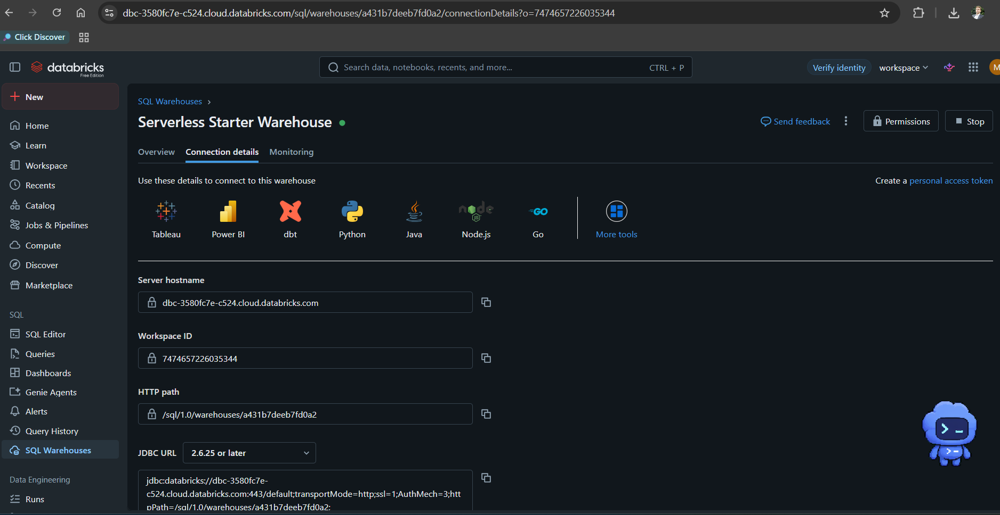 dbc-3580fc7e-c524.cloud.databricks.com/sql/warehouses/a431b7deeb7fd0a2/connectionDetails?o=7474657226035344
Click Discover
databricks
Free Edition
Search data, notebooks, recents, and more...
CTRL + P
Verify identity
workspace
M
New
Home
Learn
Workspace
Recents
Catalog
Jobs & Pipelines
Compute
Discover
Marketplace
SQL
SQL Editor
Queries
Dashboards
Genie Agents
Alerts
Query History
SQL Warehouses
Data Engineering
Runs
SQL Warehouses >
Serverless Starter Warehouse
Send feedback
Permissions
Stop
Overview
Connection details
Monitoring
Use these details to connect to this warehouse
Create a personal access token
Tableau
Power BI
dbt
Python
Java
node
JS
Node.js
GO
Go
More tools
Server hostname
dbc-3580fc7e-c524.cloud.databricks.com
Workspace ID
7474657226035344
HTTP path
/sql/1.0/warehouses/a431b7deeb7fd0a2
JDBC URL
2.6.25 or later
jdbc:databricks://dbc-3580fc7e-
c524.cloud.databricks.com:443/default;transportMode=http;ssl=1;AuthMech=3;htt
pPath=/sql/1.0/warehouses/a431b7deeb7fd0a2;